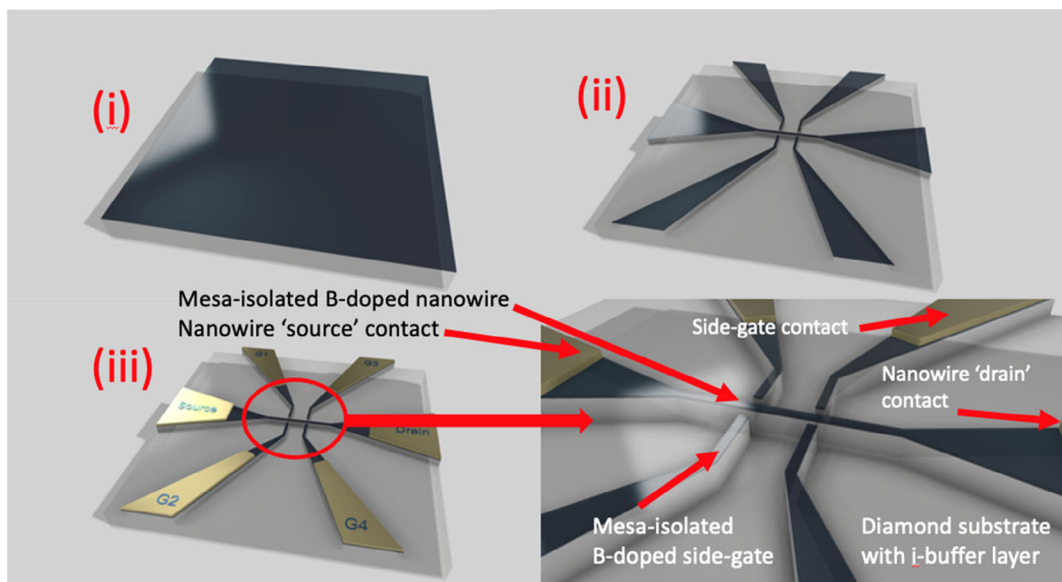 (i)
(ii)
Mesa-isolated B-doped nanowire
Nanowire ‘source’ contact
(iii)
G1
G3
Source
Drain
G2
G4
Side-gate contact
Nanowire ‘drain’
contact
Mesa-isolated
B-doped side-gate
Diamond substrate
with i-buffer layer